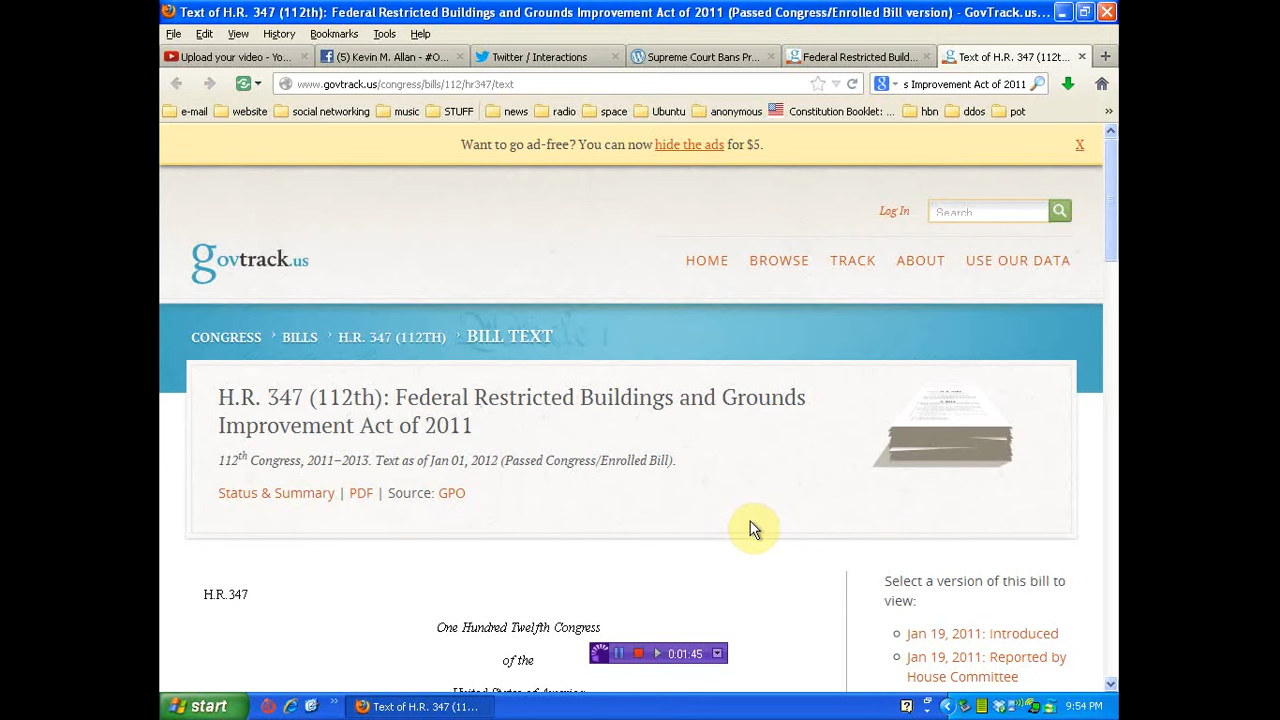 Text of H.R. 347 (112th): Federal Restricted Buildings and Grounds Improvement Act of 2011 (Passed Congress/Enrolled Bill version) - GovTrack.us...
File Edit View History Bookmarks Tools Help
Upload your video - YouTube (5) Kevin M. Allan - #O... Twitter / Interactions Supreme Court Bans Pr... Federal Restricted Build... Text of H.R. 347 (112t...
www.govtrack.us/congress/bills/112/hr347/text s Improvement Act of 2011
e-mail website social networking music STUFF news radio space Ubuntu anonymous Constitution Booklet: ... hbn ddos pot »
Want to go ad-free? You can now hide the ads for $5. X
Log In Search
govtrack.us HOME BROWSE TRACK ABOUT USE OUR DATA
CONGRESS › BILLS › H.R. 347 (112TH) › BILL TEXT
H.R. 347 (112th): Federal Restricted Buildings and Grounds
Improvement Act of 2011
112th Congress, 2011–2013. Text as of Jan 01, 2012 (Passed Congress/Enrolled Bill).
Status & Summary | PDF | Source: GPO
H.R.347
One Hundred Twelfth Congress
of the
United States of America
Select a version of this bill to
view:
Jan 19, 2011: Introduced
Jan 19, 2011: Reported by
House Committee
0:01:45
start Text of H.R. 347 (11... 9:54 PM